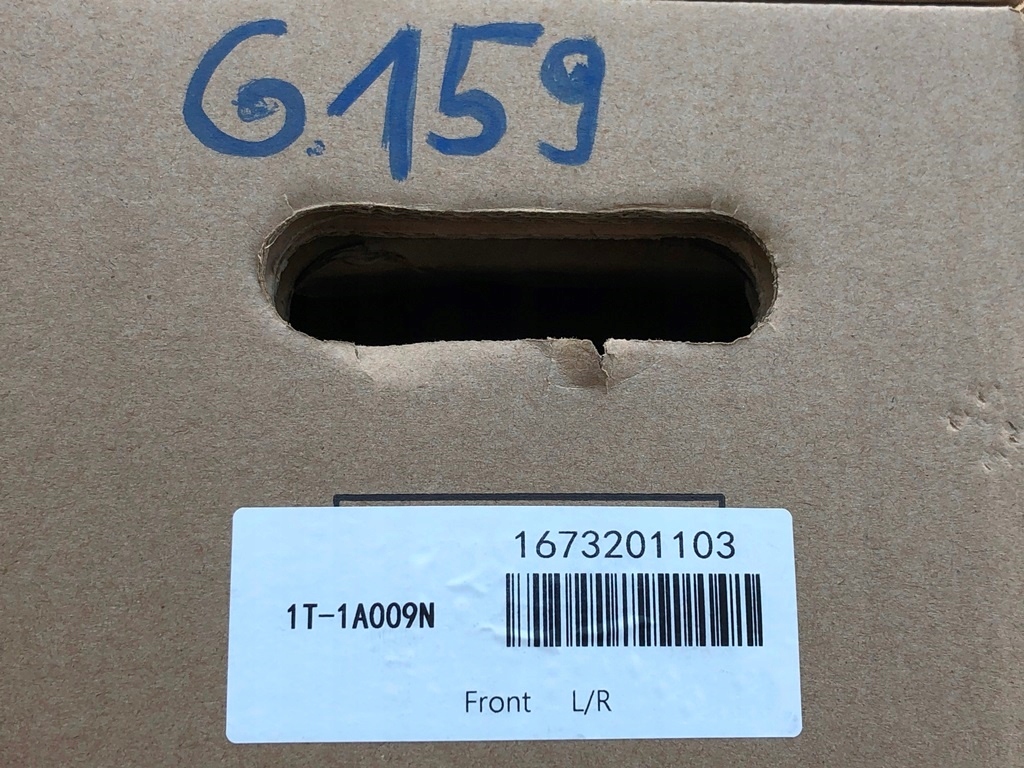 G.159
1673201103
1T-1A009N
Front L/R